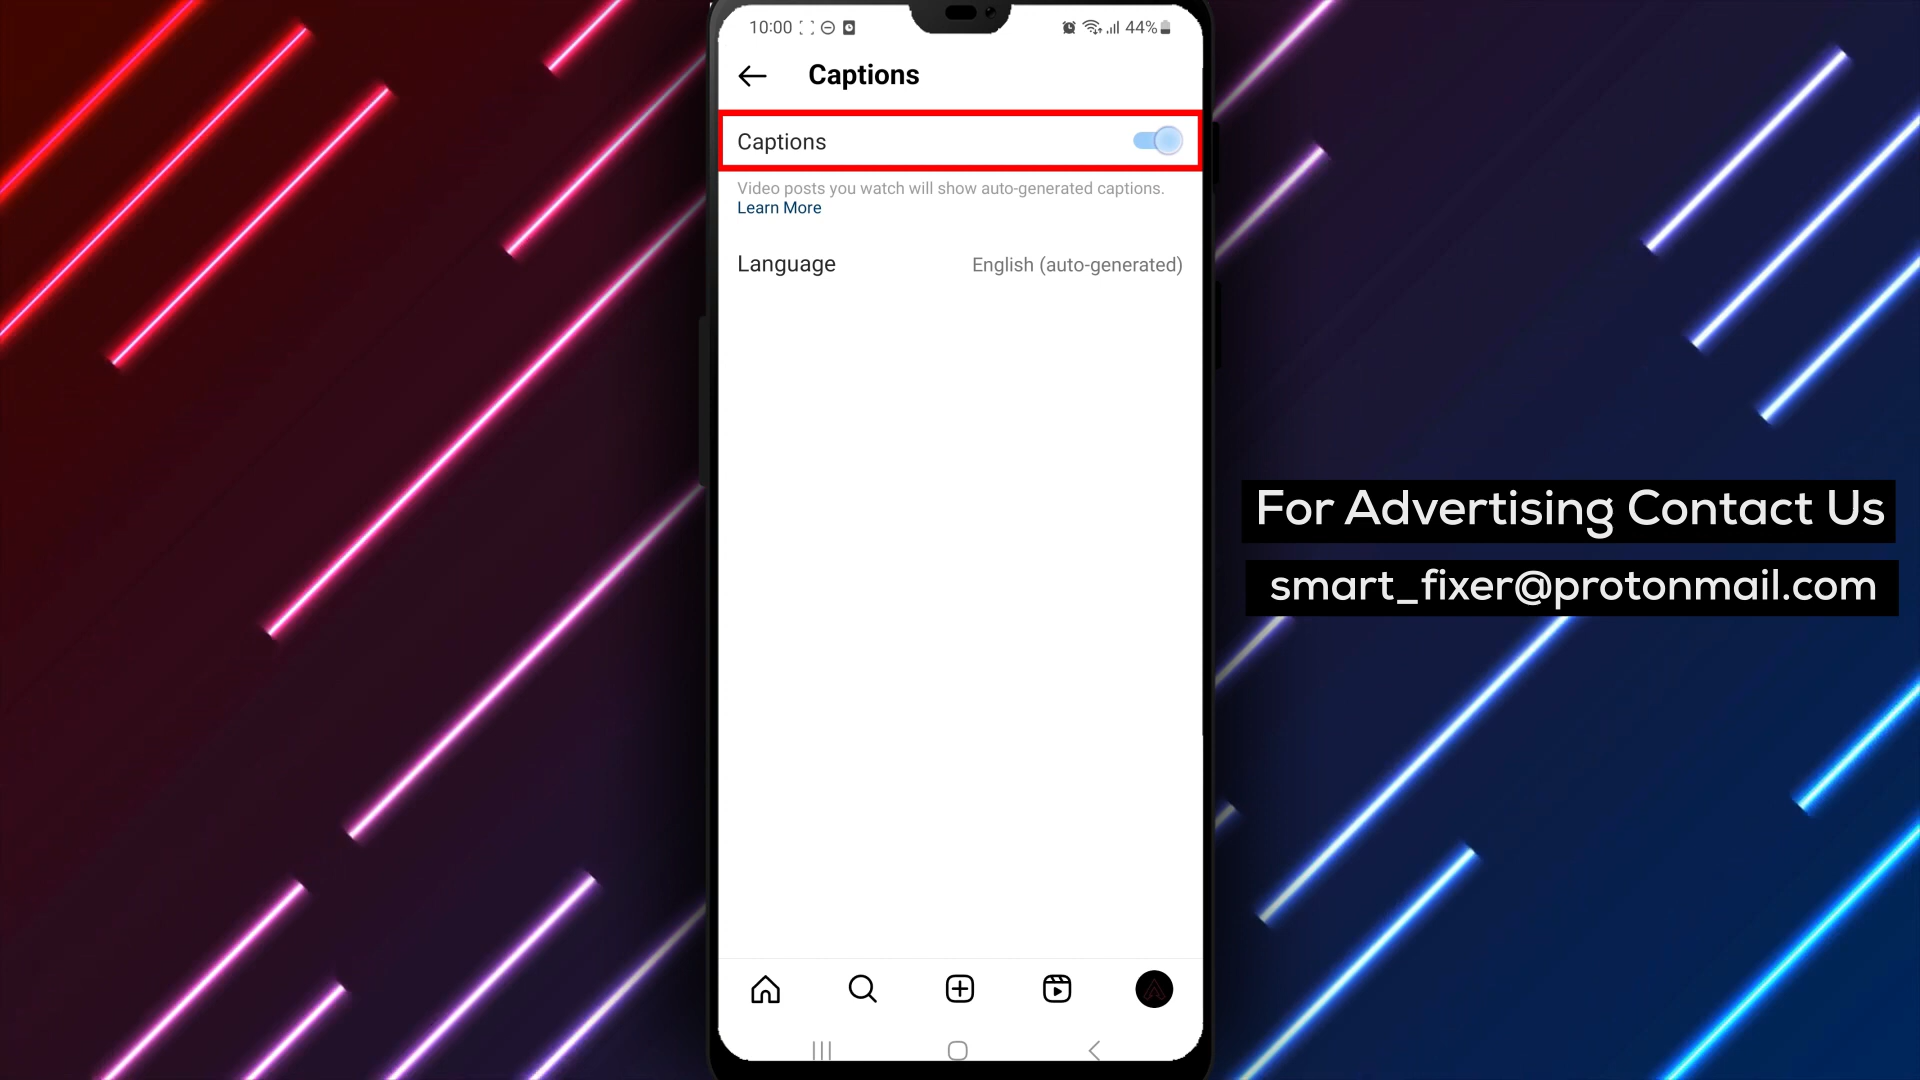 10:00 44%
Captions
Captions
Video posts you watch will show auto-generated captions.
Learn More
Language English (auto-generated)
For Advertising Contact Us
smart_fixer@protonmail.com